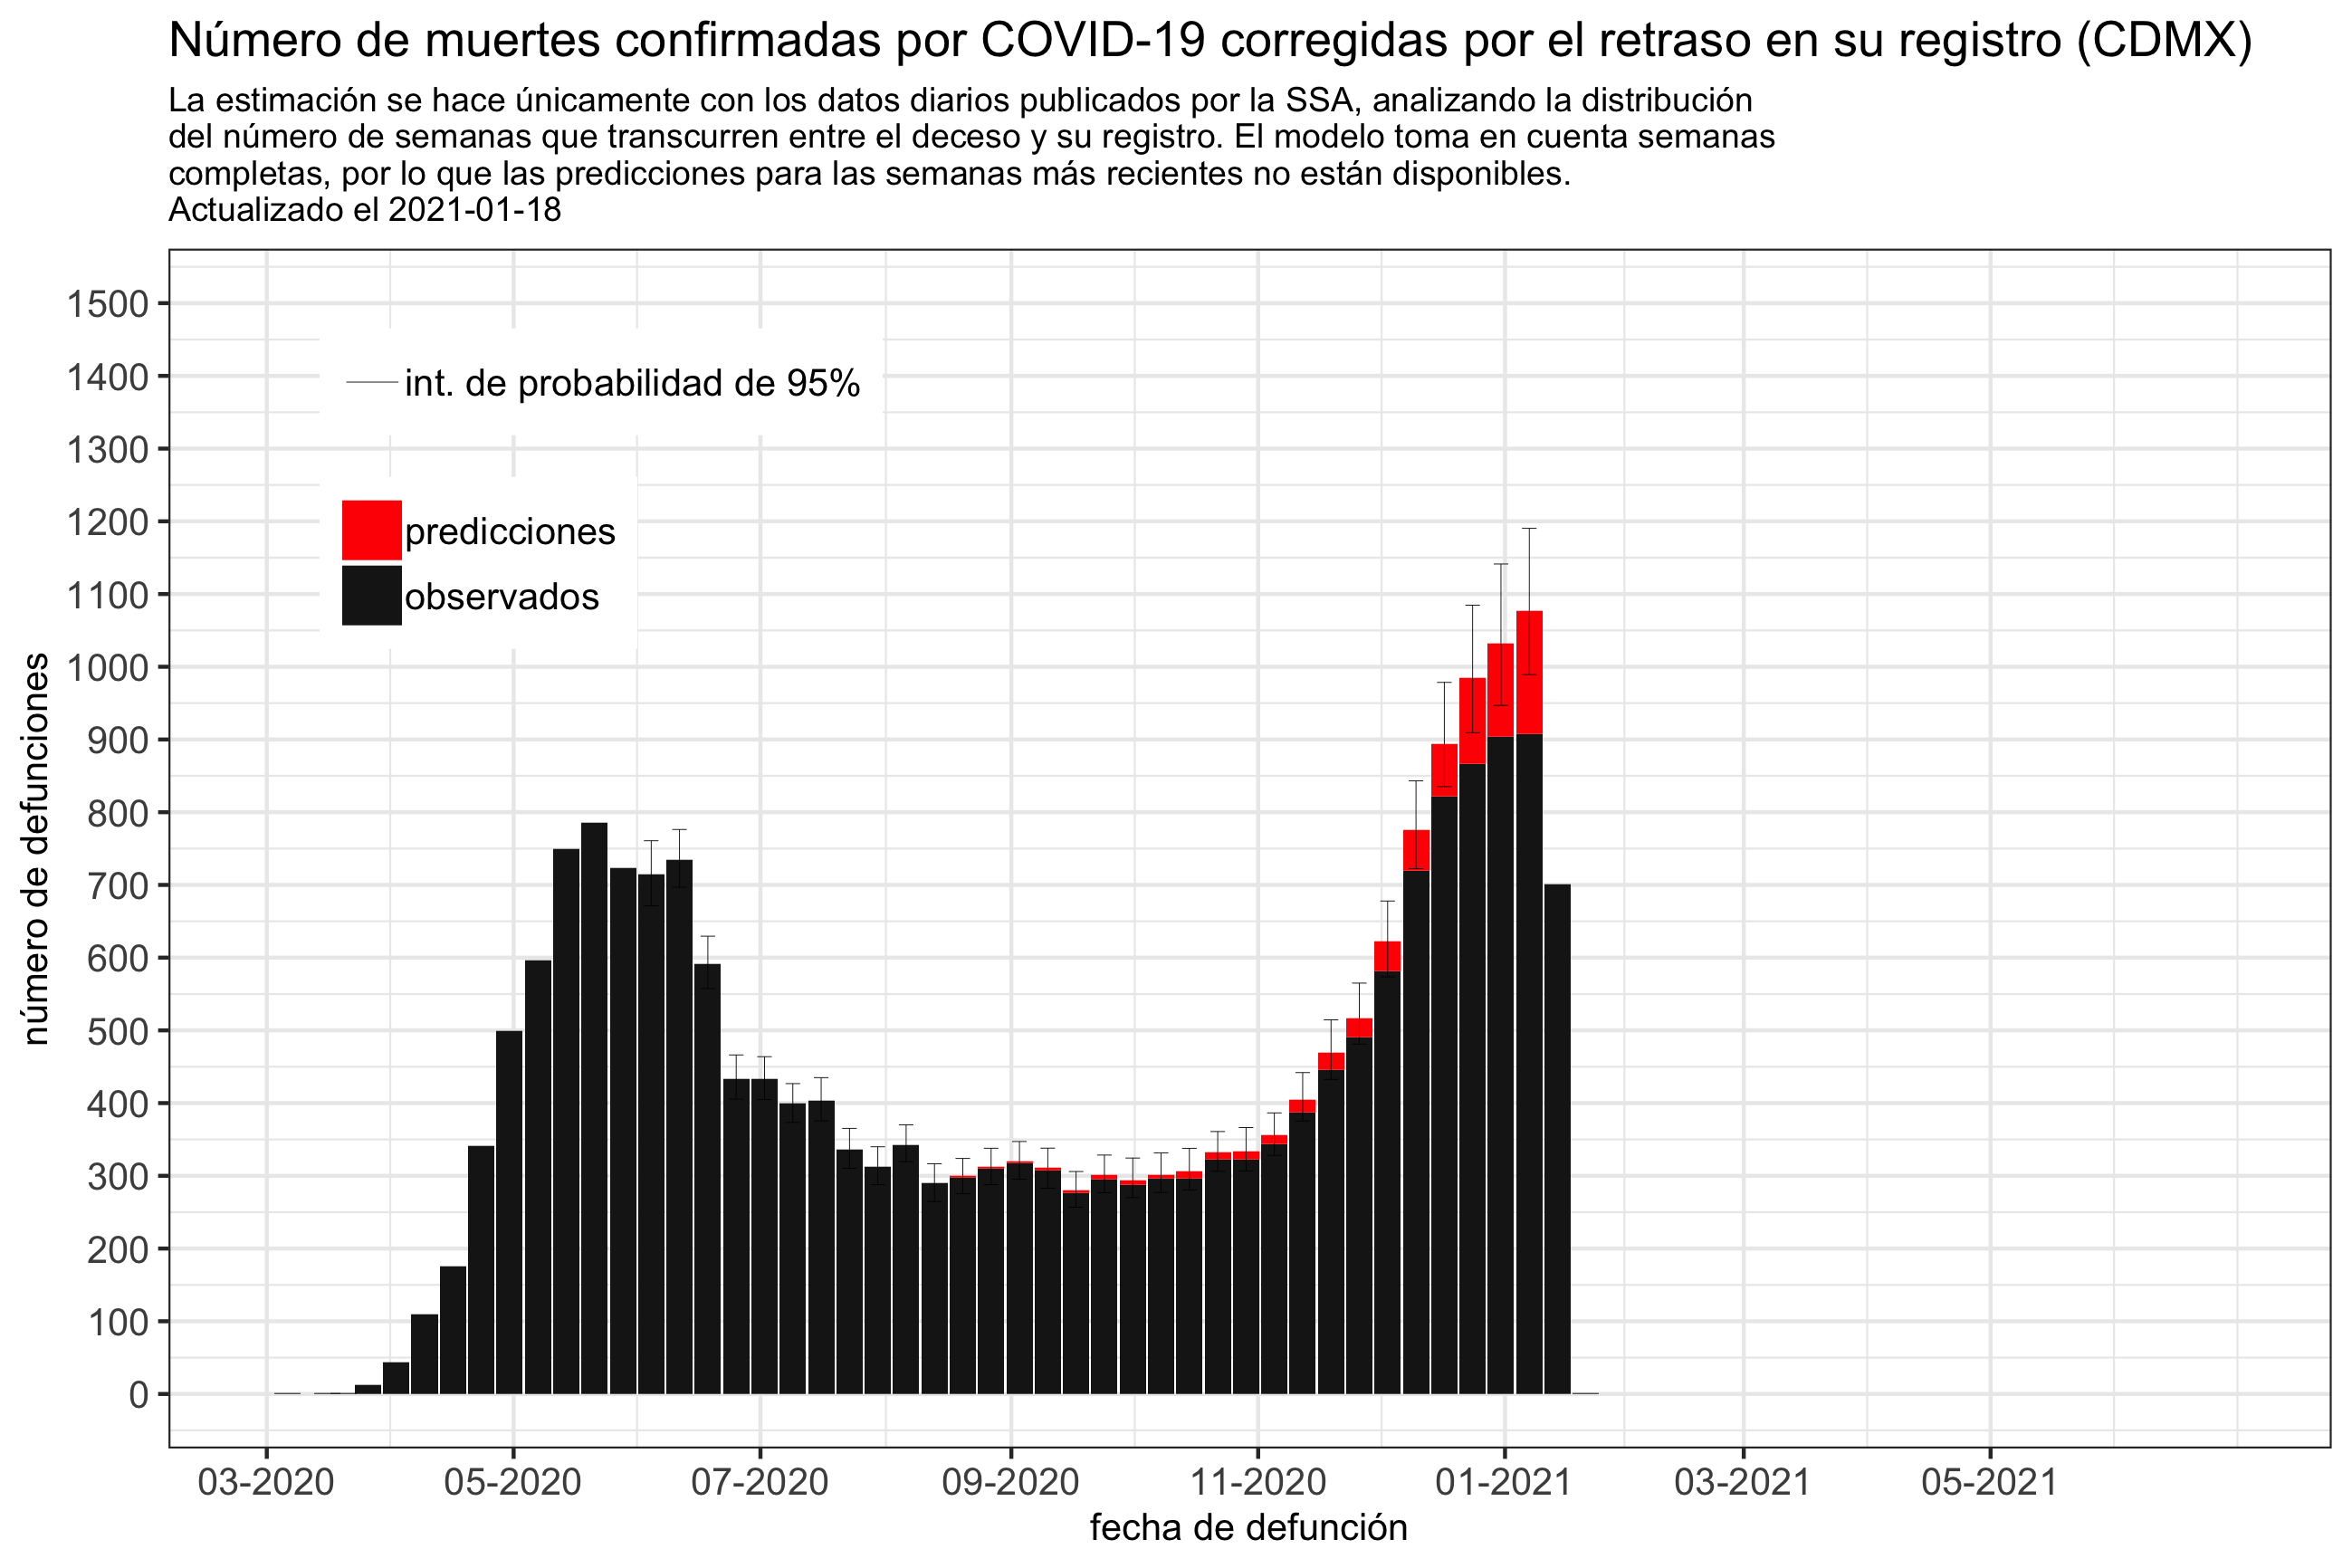 Número de muertes confirmadas por COVID-19 corregidas por el retraso en su registro (CDMX)
La estimación se hace únicamente con los datos diarios publicados por la SSA, analizando la distribución
del número de semanas que transcurren entre el deceso y su registro. El modelo toma en cuenta semanas
completas, por lo que las predicciones para las semanas más recientes no están disponibles.
Actualizado el 2021-01-18
1500
1400
1300
1200
1100
1000
900
800
700
600
500
400
300
200
100
0
número de defunciones
int. de probabilidad de 95%
predicciones
observados
03-2020 05-2020 07-2020 09-2020 11-2020 01-2021 03-2021 05-2021
fecha de defunción